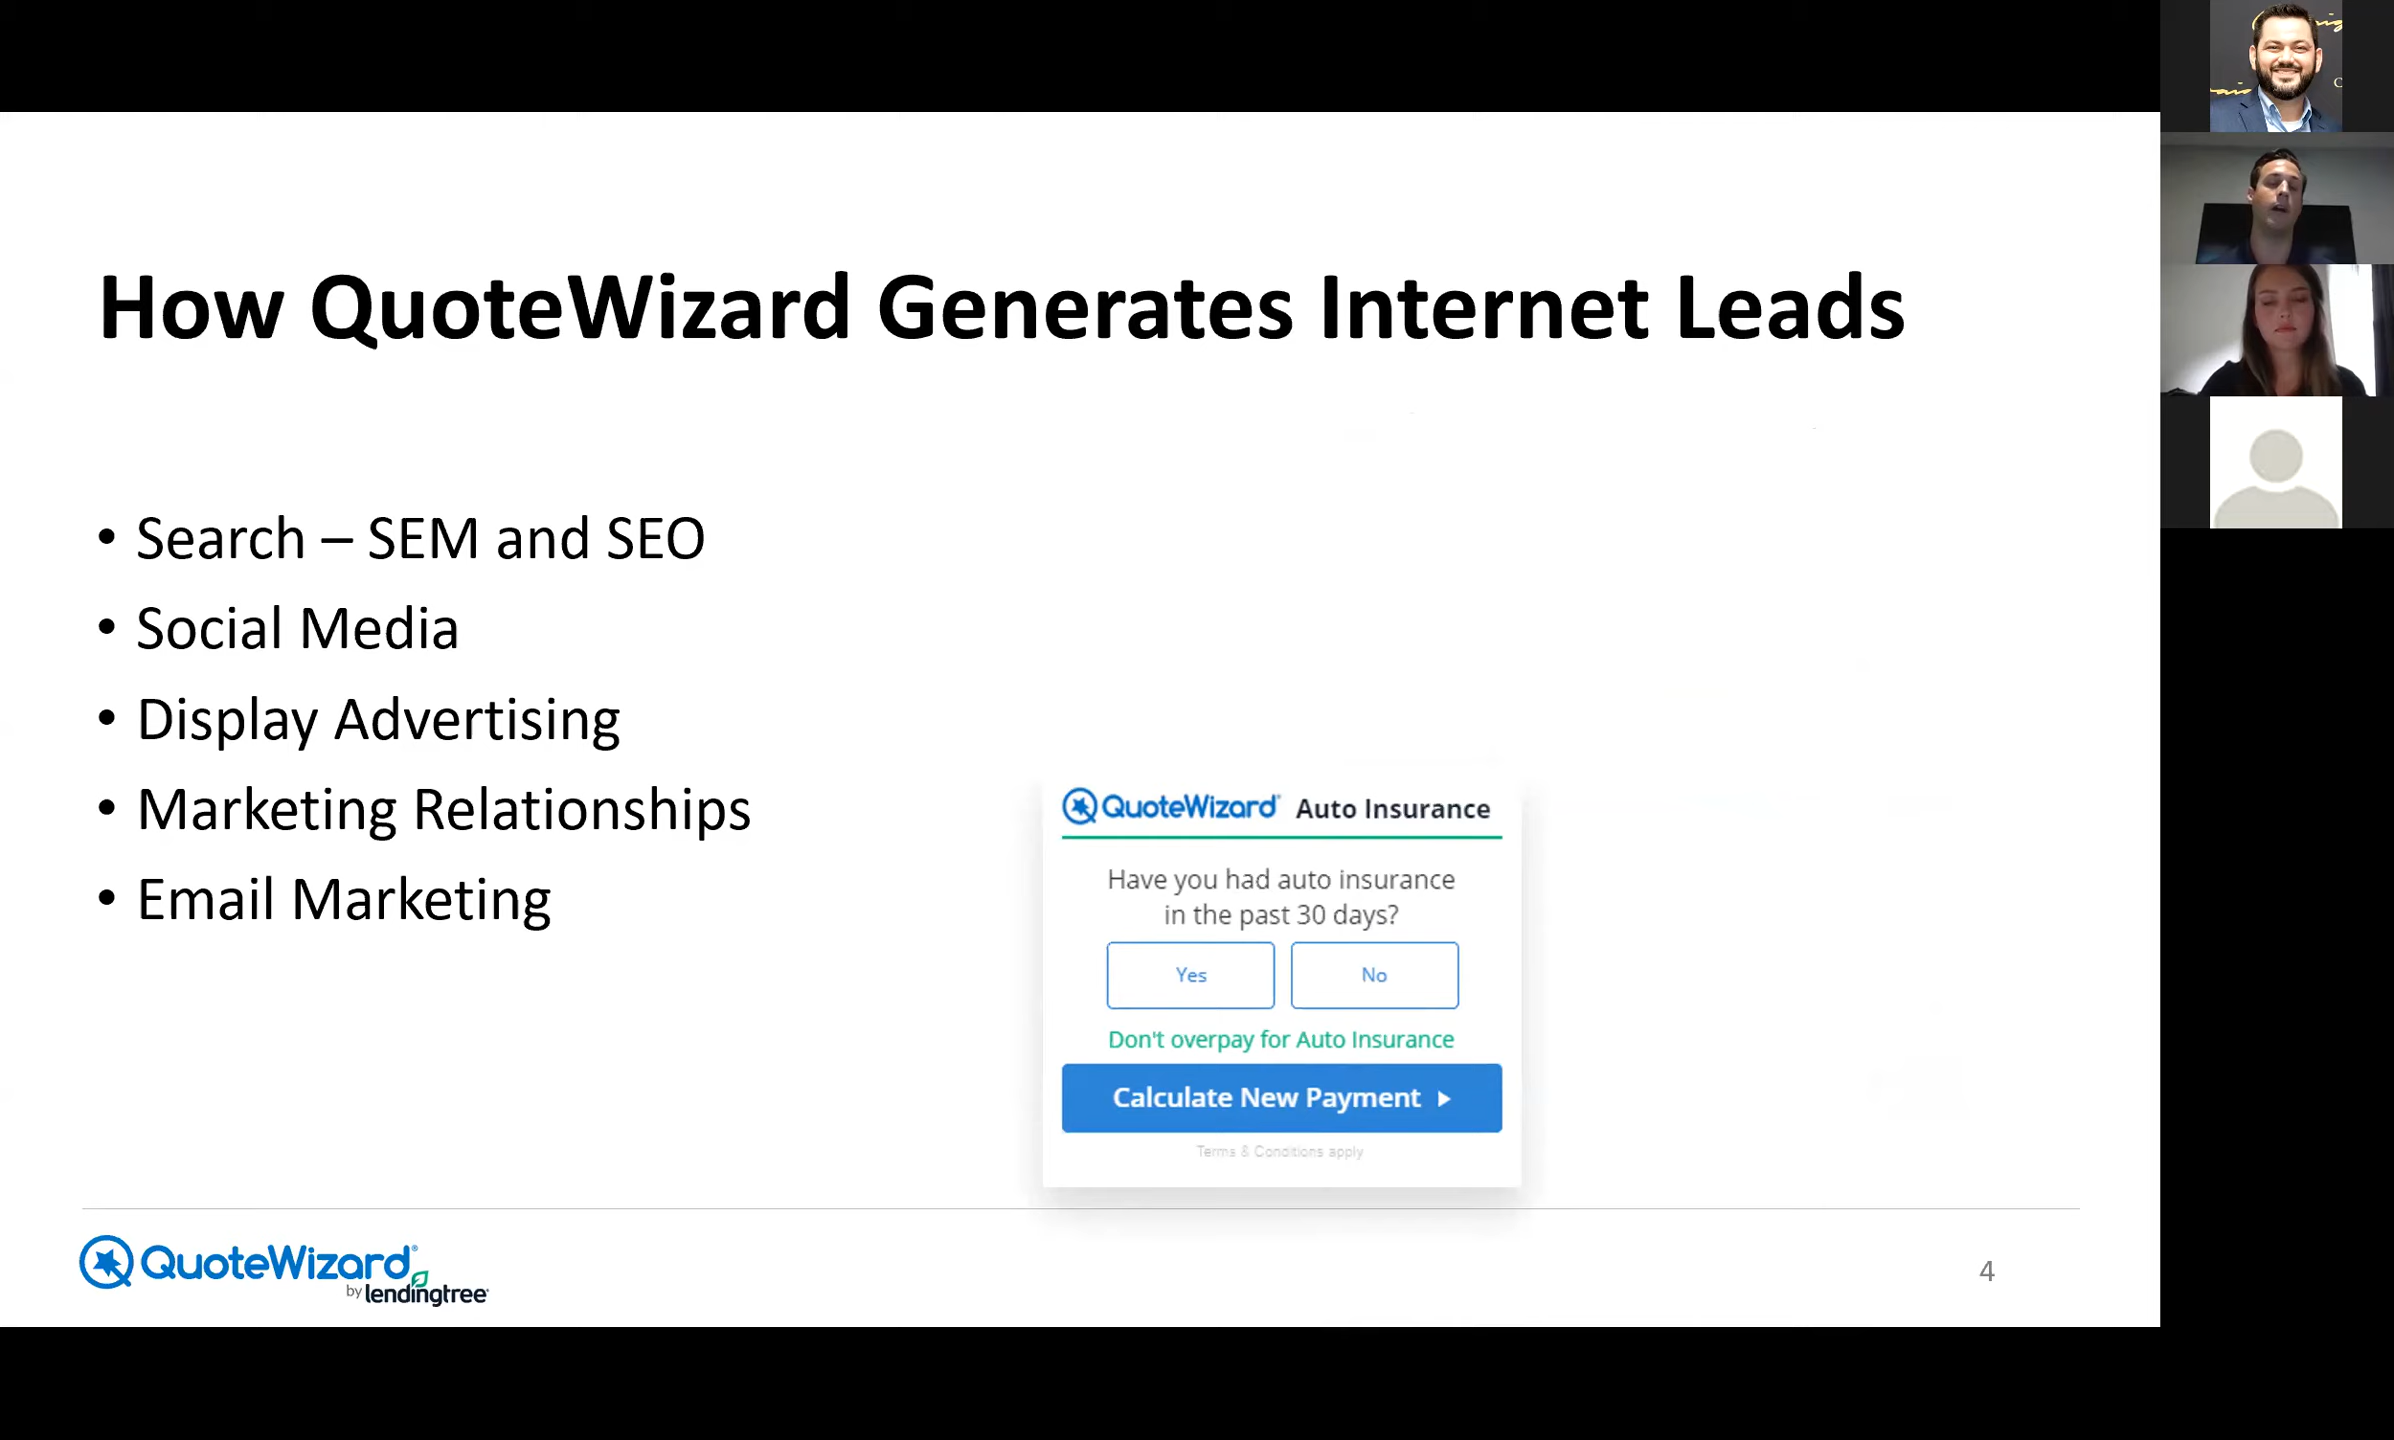 How QuoteWizard Generates Internet Leads
• Search – SEM and SEO
• Social Media
• Display Advertising
• Marketing Relationships
• Email Marketing
QuoteWizard® Auto Insurance
Have you had auto insurance
in the past 30 days?
Yes No
Don't overpay for Auto Insurance
Calculate New Payment ▶
Terms & Conditions apply
QuoteWizard®
by lendingtree®
4